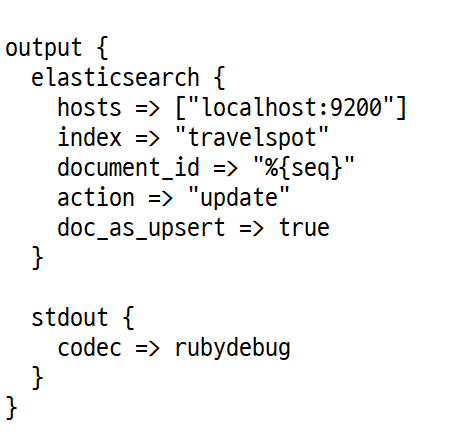 output {
  elasticsearch {
    hosts => ["localhost:9200"]
    index => "travelspot"
    document_id => "%{seq}"
    action => "update"
    doc_as_upsert => true
  }

  stdout {
    codec => rubydebug
  }
}